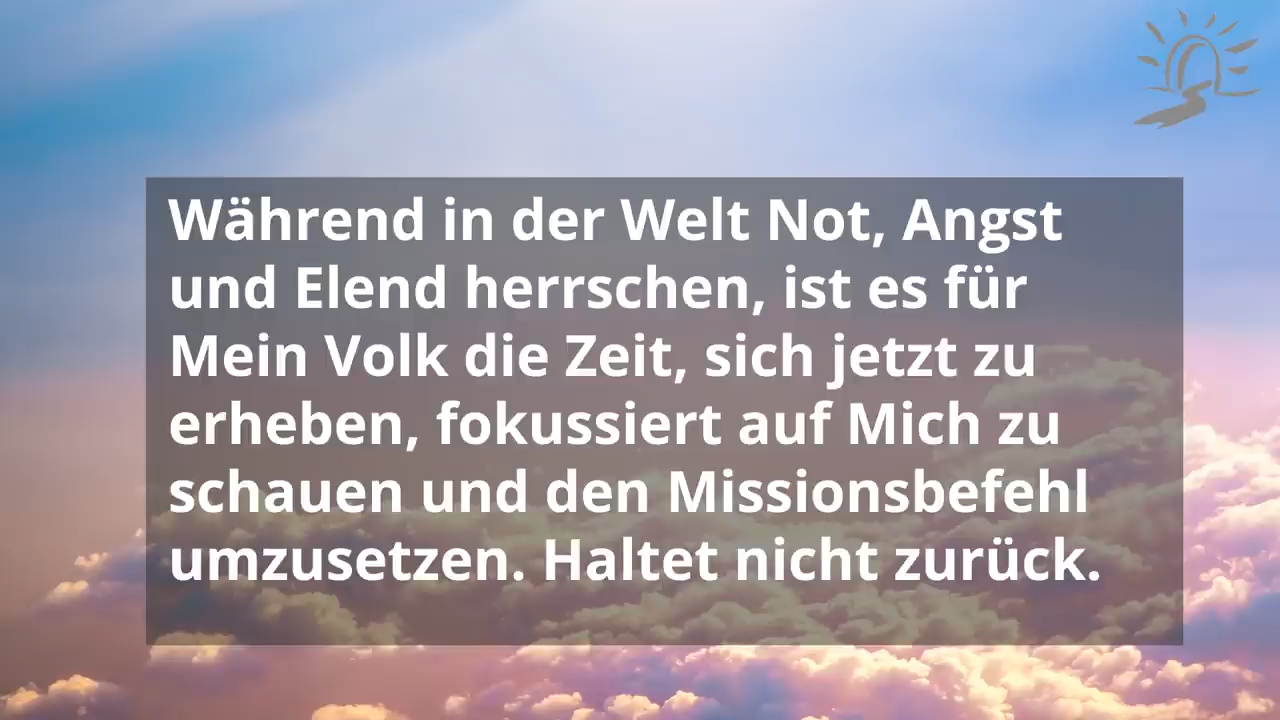 Während in der Welt Not, Angst
und Elend herrschen, ist es für
Mein Volk die Zeit, sich jetzt zu
erheben, fokussiert auf Mich zu
schauen und den Missionsbefehl
umzusetzen. Haltet nicht zurück.